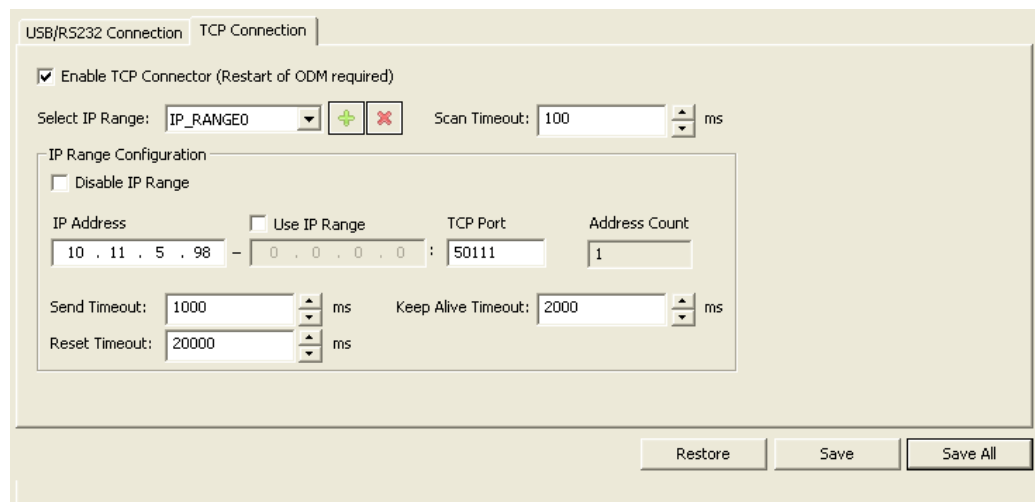 USB/RS232 Connection TCP Connection
Enable TCP Connector (Restart of ODM required)
Select IP Range: IP_RANGE0 Scan Timeout: 100 ms
IP Range Configuration
Disable IP Range
IP Address Use IP Range TCP Port Address Count
10 . 11 . 5 . 98 - 0 . 0 . 0 . 0 : 50111 1
Send Timeout: 1000 ms Keep Alive Timeout: 2000 ms
Reset Timeout: 20000 ms
Restore Save Save All